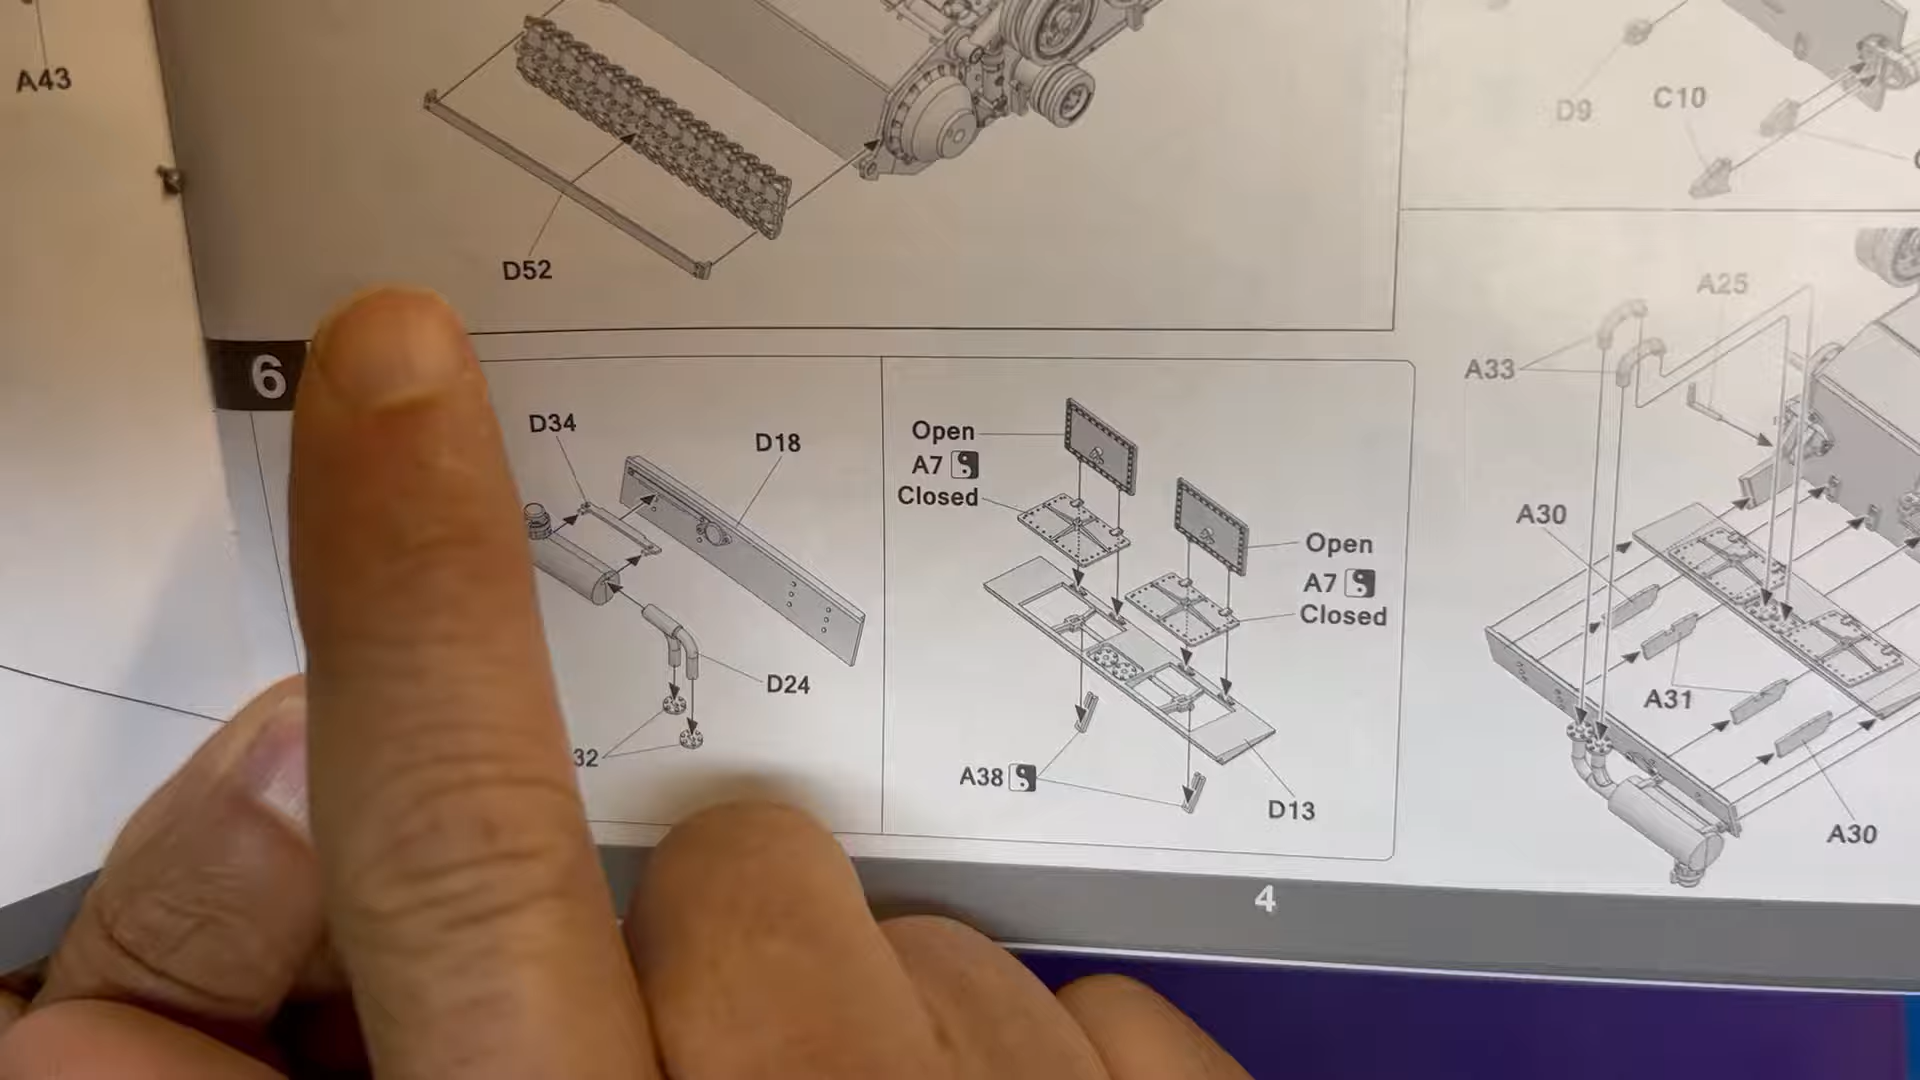 A43
D52
D9
C10
6
D34
D18
D24
32
Open
A7
Closed
Open
A7
Closed
A38
D13
A25
A33
A30
A31
A30
4